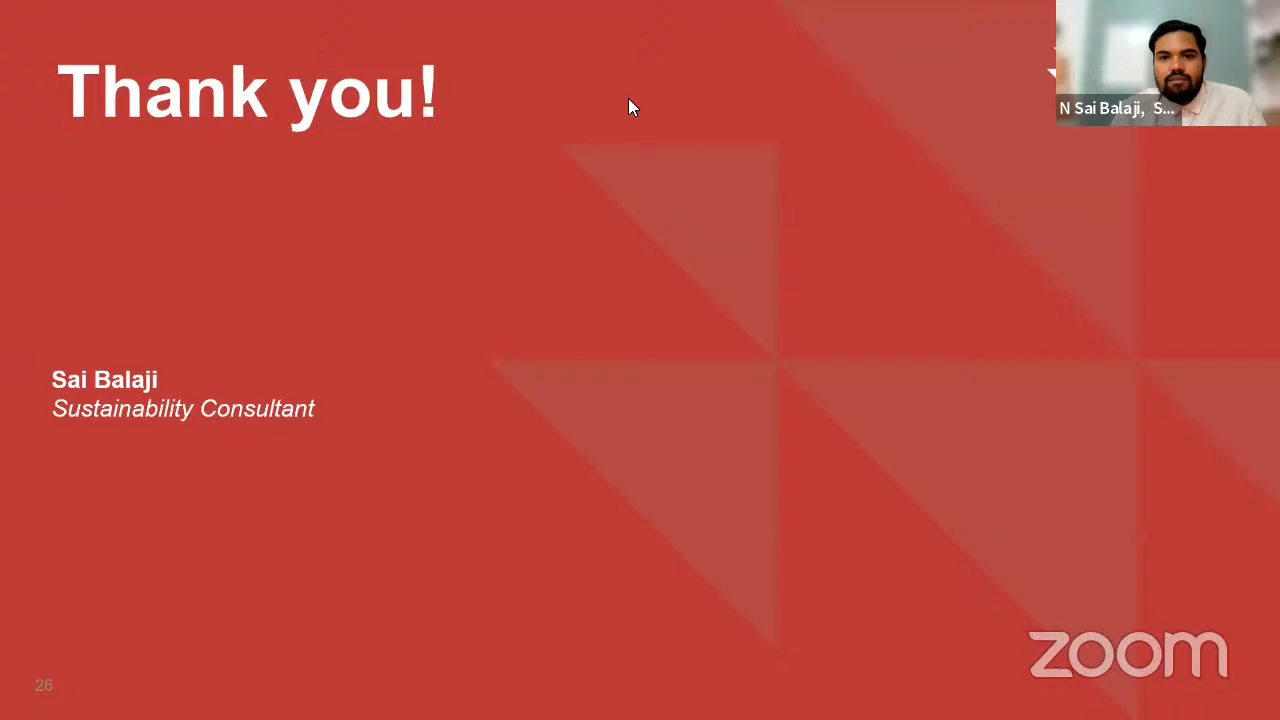 Thank you!
N Sai Balaji, S...
Sai Balaji
Sustainability Consultant
26
zoom